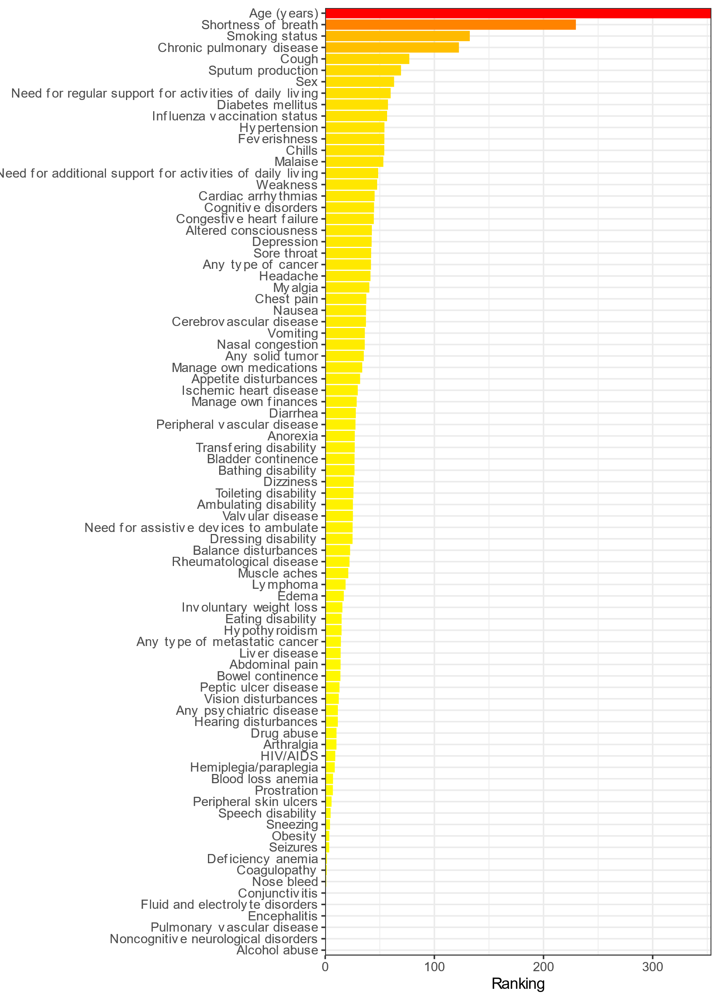 Age (years)
Shortness of breath
Smoking status
Chronic pulmonary disease
Cough
Sputum production
Sex
Need for regular support for activities of daily living
Diabetes mellitus
Influenza vaccination status
Hypertension
Feverishness
Chills
Malaise
Need for additional support for activities of daily living
Weakness
Cardiac arrhythmias
Cognitive disorders
Congestive heart failure
Altered consciousness
Depression
Sore throat
Any type of cancer
Headache
Myalgia
Chest pain
Nausea
Cerebrovascular disease
Vomiting
Nasal congestion
Any solid tumor
Manage own medications
Appetite disturbances
Ischemic heart disease
Manage own finances
Diarrhea
Peripheral vascular disease
Anorexia
Transfering disability
Bladder continence
Bathing disability
Dizziness
Toileting disability
Ambulating disability
Valvular disease
Need for assistive devices to ambulate
Dressing disability
Balance disturbances
Rheumatological disease
Muscle aches
Lymphoma
Edema
Involuntary weight loss
Eating disability
Hypothyroidism
Any type of metastatic cancer
Liver disease
Abdominal pain
Bowel continence
Peptic ulcer disease
Vision disturbances
Any psychiatric disease
Hearing disturbances
Drug abuse
Arthralgia
HIV/AIDS
Hemiplegia/paraplegia
Blood loss anemia
Prostration
Peripheral skin ulcers
Speech disability
Sneezing
Obesity
Seizures
Deficiency anemia
Coagulopathy
Nose bleed
Conjunctivitis
Fluid and electrolyte disorders
Encephalitis
Pulmonary vascular disease
Noncognitive neurological disorders
Alcohol abuse
0 100 200 300
Ranking